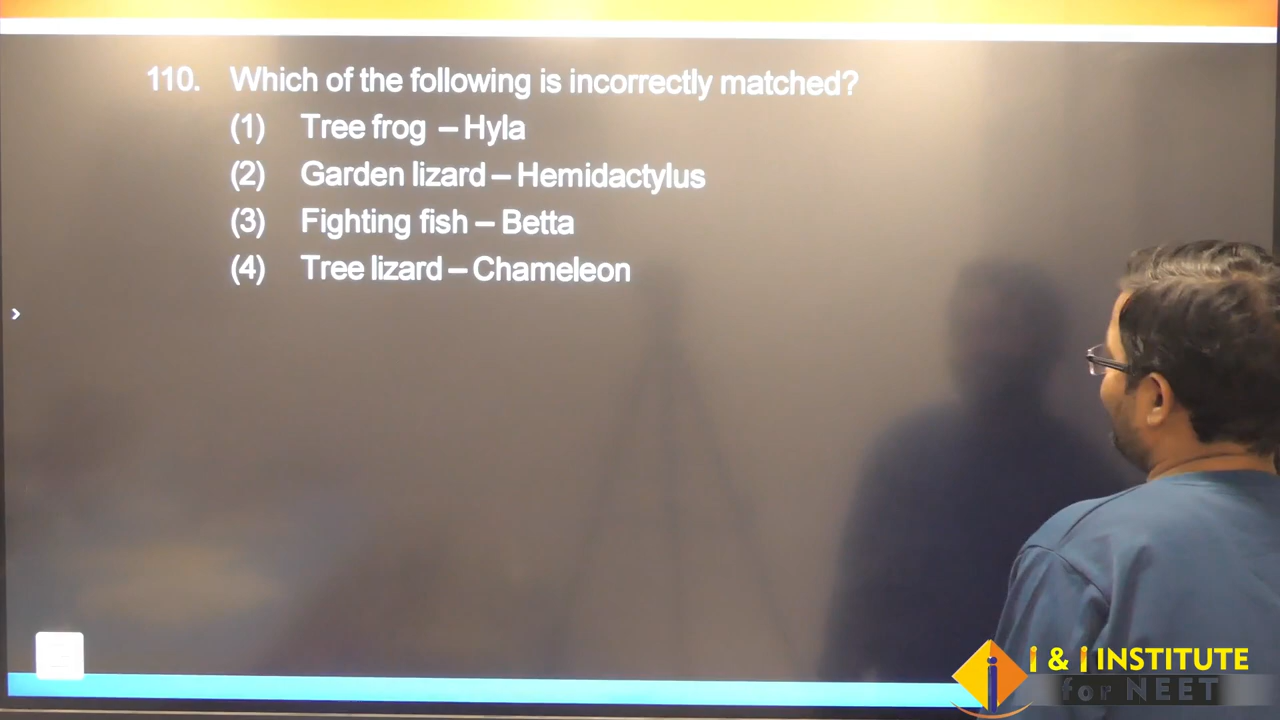 110. Which of the following is incorrectly matched?
(1) Tree frog – Hyla
(2) Garden lizard – Hemidactylus
(3) Fighting fish – Betta
(4) Tree lizard – Chameleon
i & i INSTITUTE
for NEET